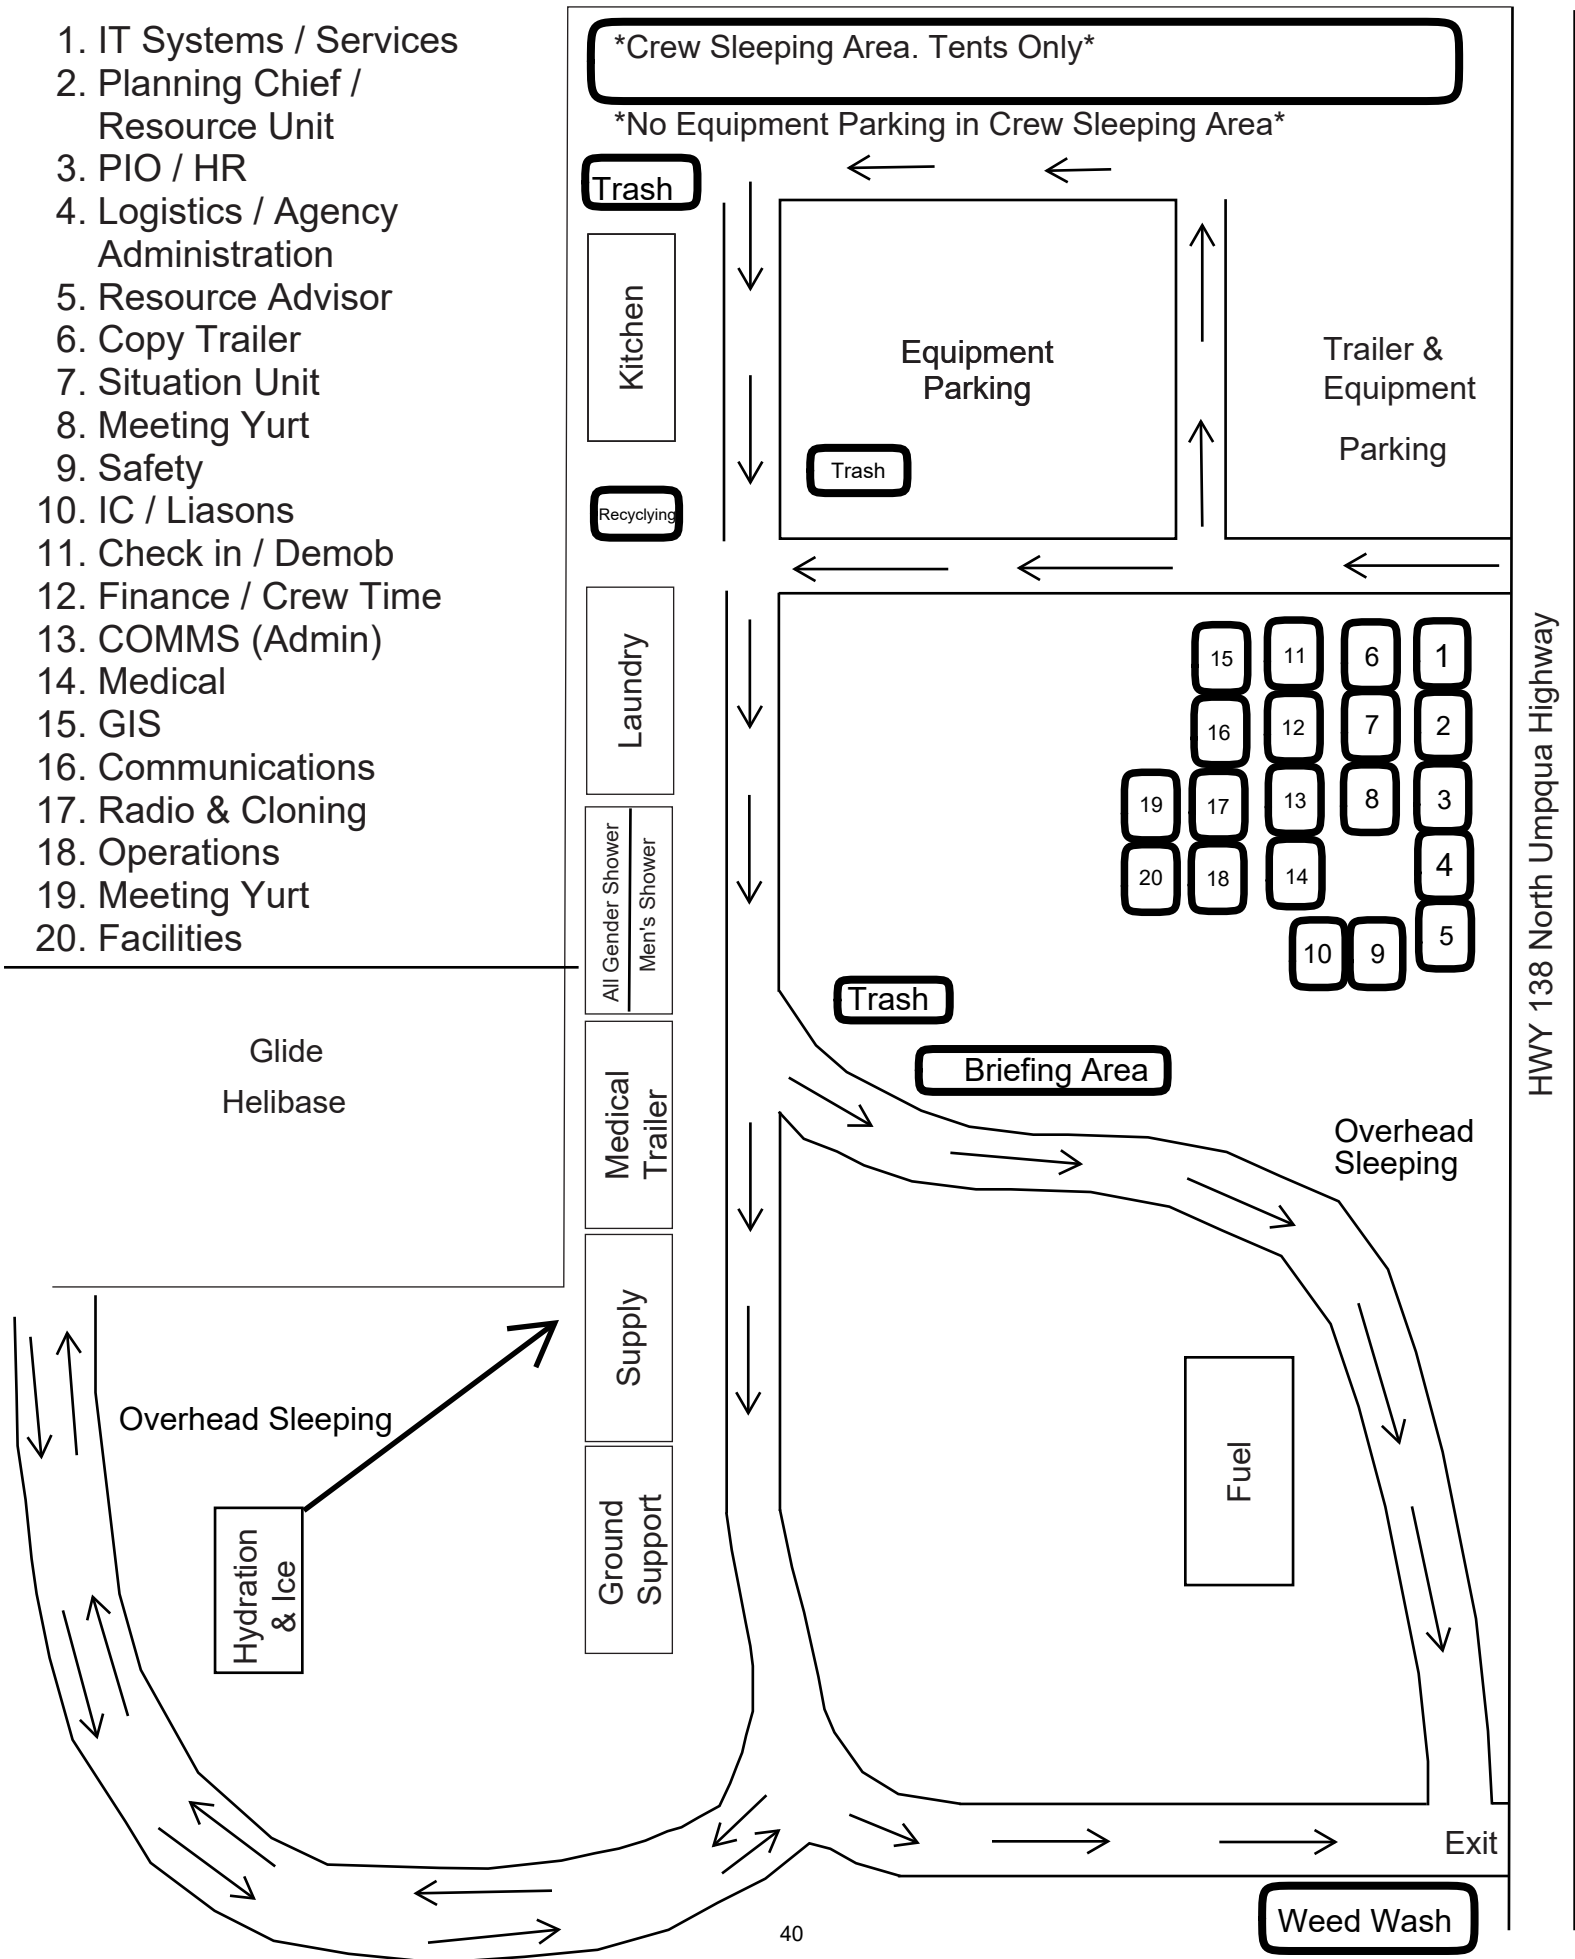 1. IT Systems / Services
2. Planning Chief /
Resource Unit
3. PIO / HR
4. Logistics / Agency
Administration
5. Resource Advisor
6. Copy Trailer
7. Situation Unit
8. Meeting Yurt
9. Safety
10. IC / Liasons
11. Check in / Demob
12. Finance / Crew Time
13. COMMS (Admin)
14. Medical
15. GIS
16. Communications
17. Radio & Cloning
18. Operations
19. Meeting Yurt
20. Facilities
*Crew Sleeping Area. Tents Only*
*No Equipment Parking in Crew Sleeping Area*
Trash
Kitchen
Equipment
Parking
Trash
Trailer &
Equipment
Parking
Recyclying
Laundry
15
11
6
1
16
12
7
2
19
17
13
8
3
20
18
14
4
10
9
5
HWY 138 North Umpqua Highway
All Gender Shower
Men's Shower
Trash
Briefing Area
Glide
Helibase
Medical
Trailer
Overhead
Sleeping
Supply
Overhead Sleeping
Fuel
Ground
Support
Hydration
& Ice
Exit
Weed Wash
40